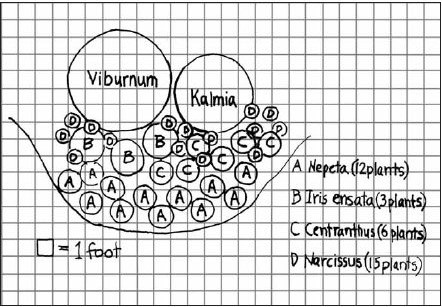 Viburnum
Kalmia
D D
D D D D D D D
B D B D C C C
D B D C D
A C C A
A A A
A A A A
A A A
A Nepeta (12 plants)
B Iris ensata (3 plants)
C Centranthus (6 plants)
D Narcissus (15 plants)
= 1 foot